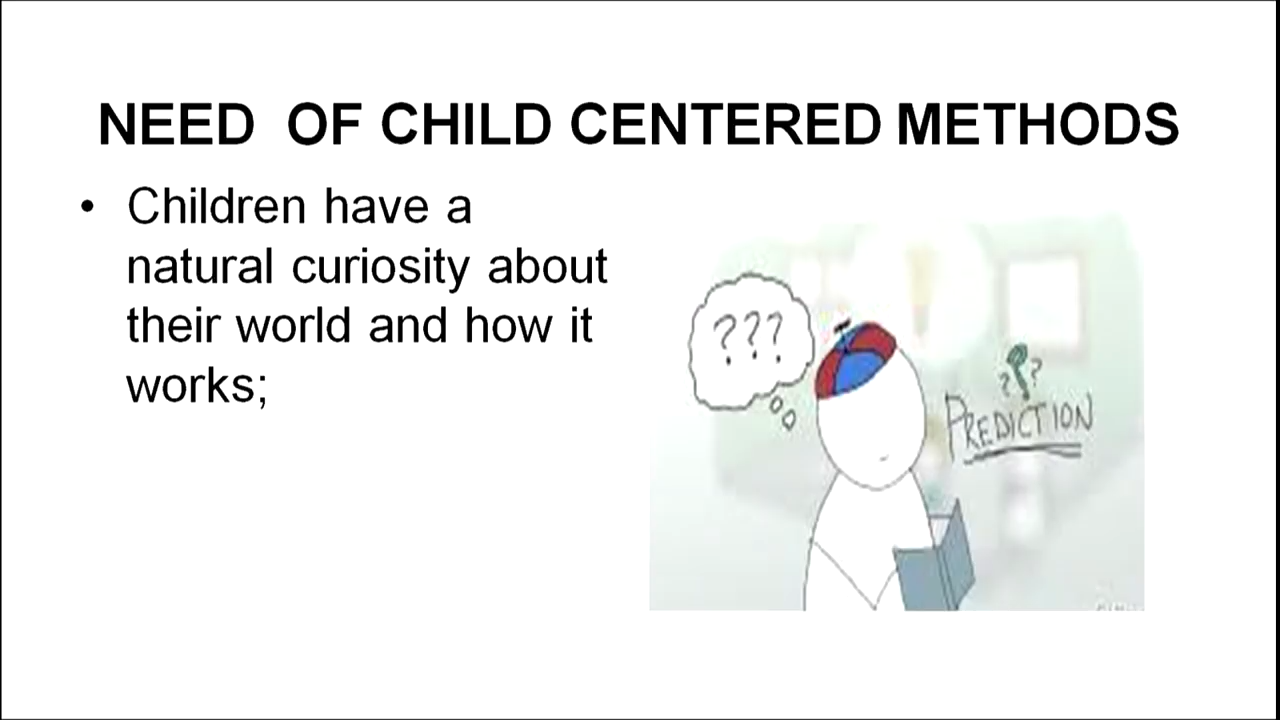 NEED  OF CHILD CENTERED METHODS
• Children have a
natural curiosity about
their world and how it
works;
???
???
PREDICTION